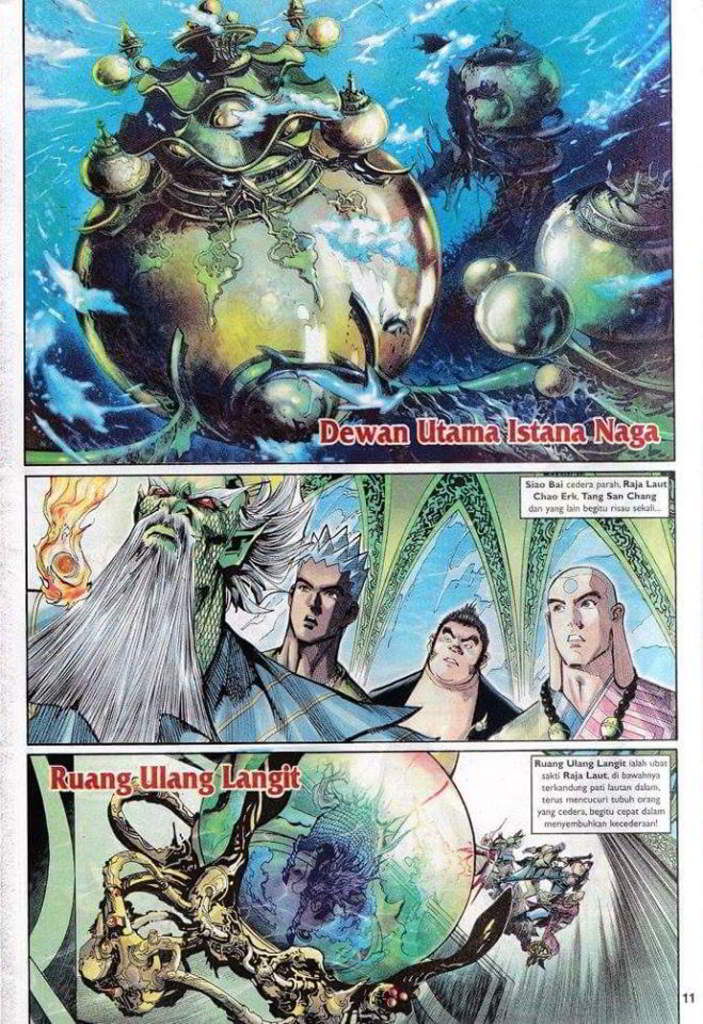 Dewan Utama Istana Naga
Siao Bai cedera parah, Raja Laut
Chao Erk, Tang San Chang
dan yang lain begitu risau sekali...
Ruang Ulang Langit
Ruang Ulang Langit ialah ubat
sakti Raja Laut, di bawahnya
terkandung pati lautan dalam,
terus mencucuri tubuh orang
yang cedera, begitu cepat dalam
menyembuhkan kecederaan!
11